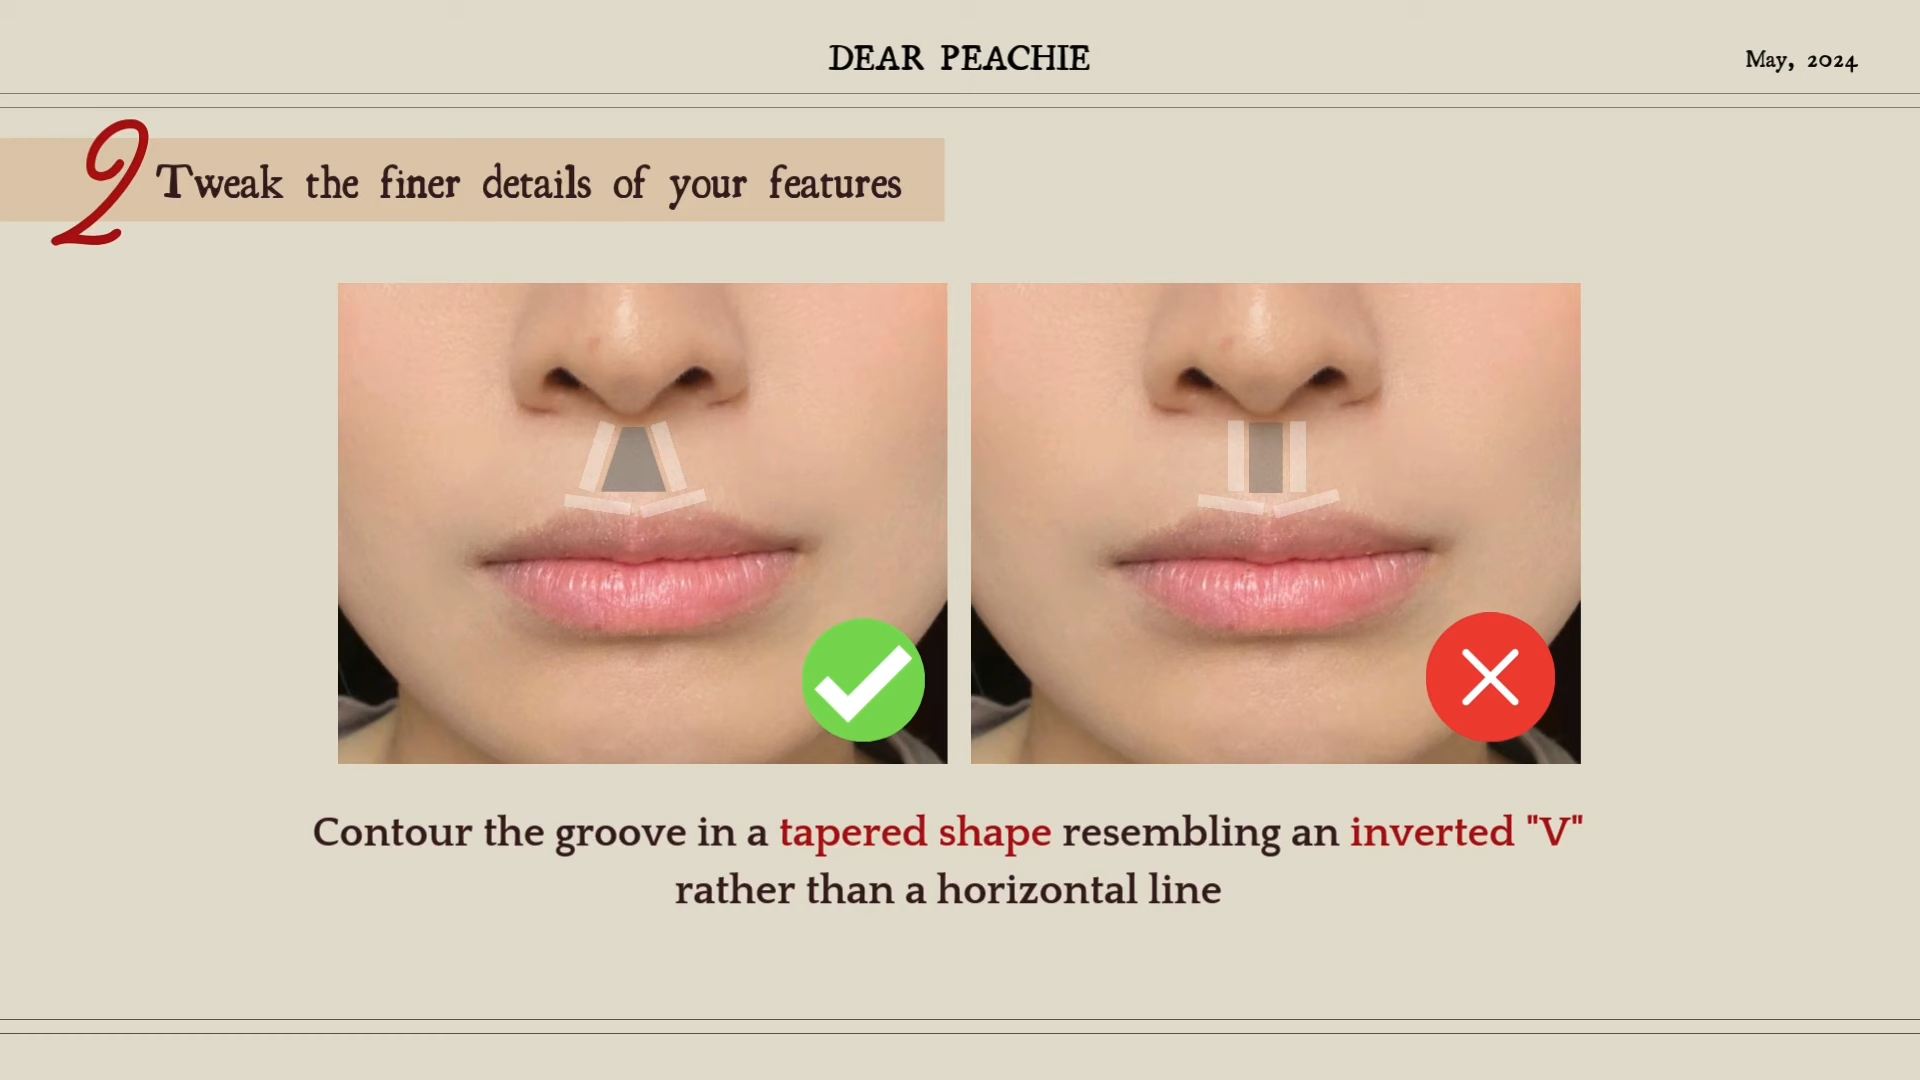 DEAR PEACHIE
May, 2024
2 Tweak the finer details of your features
Contour the groove in a tapered shape resembling an inverted "V"
rather than a horizontal line